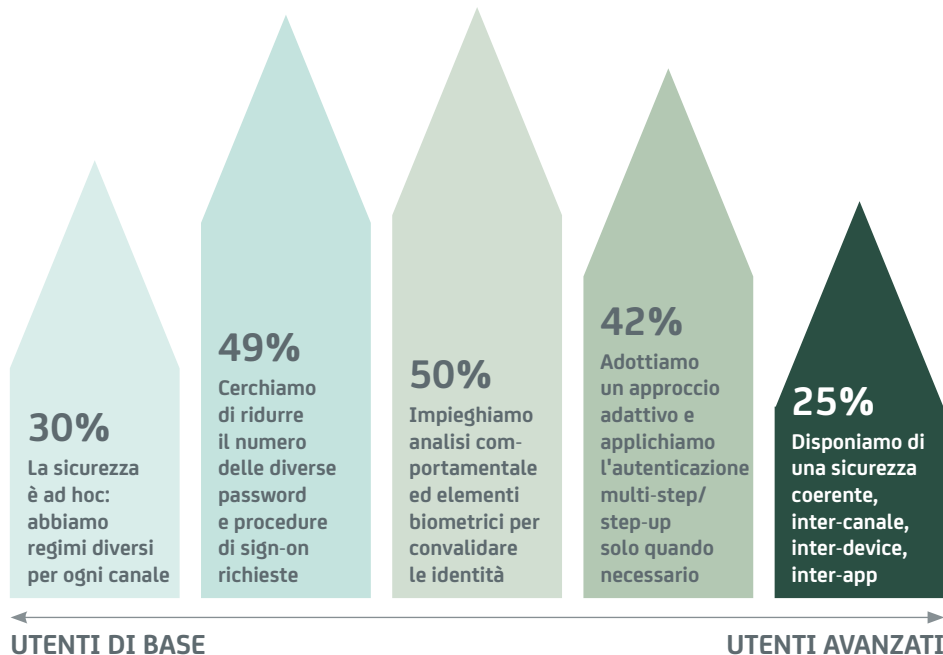 30%
La sicurezza
è ad hoc:
abbiamo
regimi diversi
per ogni canale
49%
Cerchiamo
di ridurre
il numero
delle diverse
password
e procedure
di sign-on
richieste
50%
Impieghiamo
analisi com-
portamentale
ed elementi
biometrici per
convalidare
le identità
42%
Adottiamo
un approccio
adattivo e
applichiamo
l'autenticazione
multi-step/
step-up
solo quando
necessario
25%
Disponiamo di
una sicurezza
coerente,
inter-canale,
inter-device,
inter-app
UTENTI DI BASE
UTENTI AVANZATI